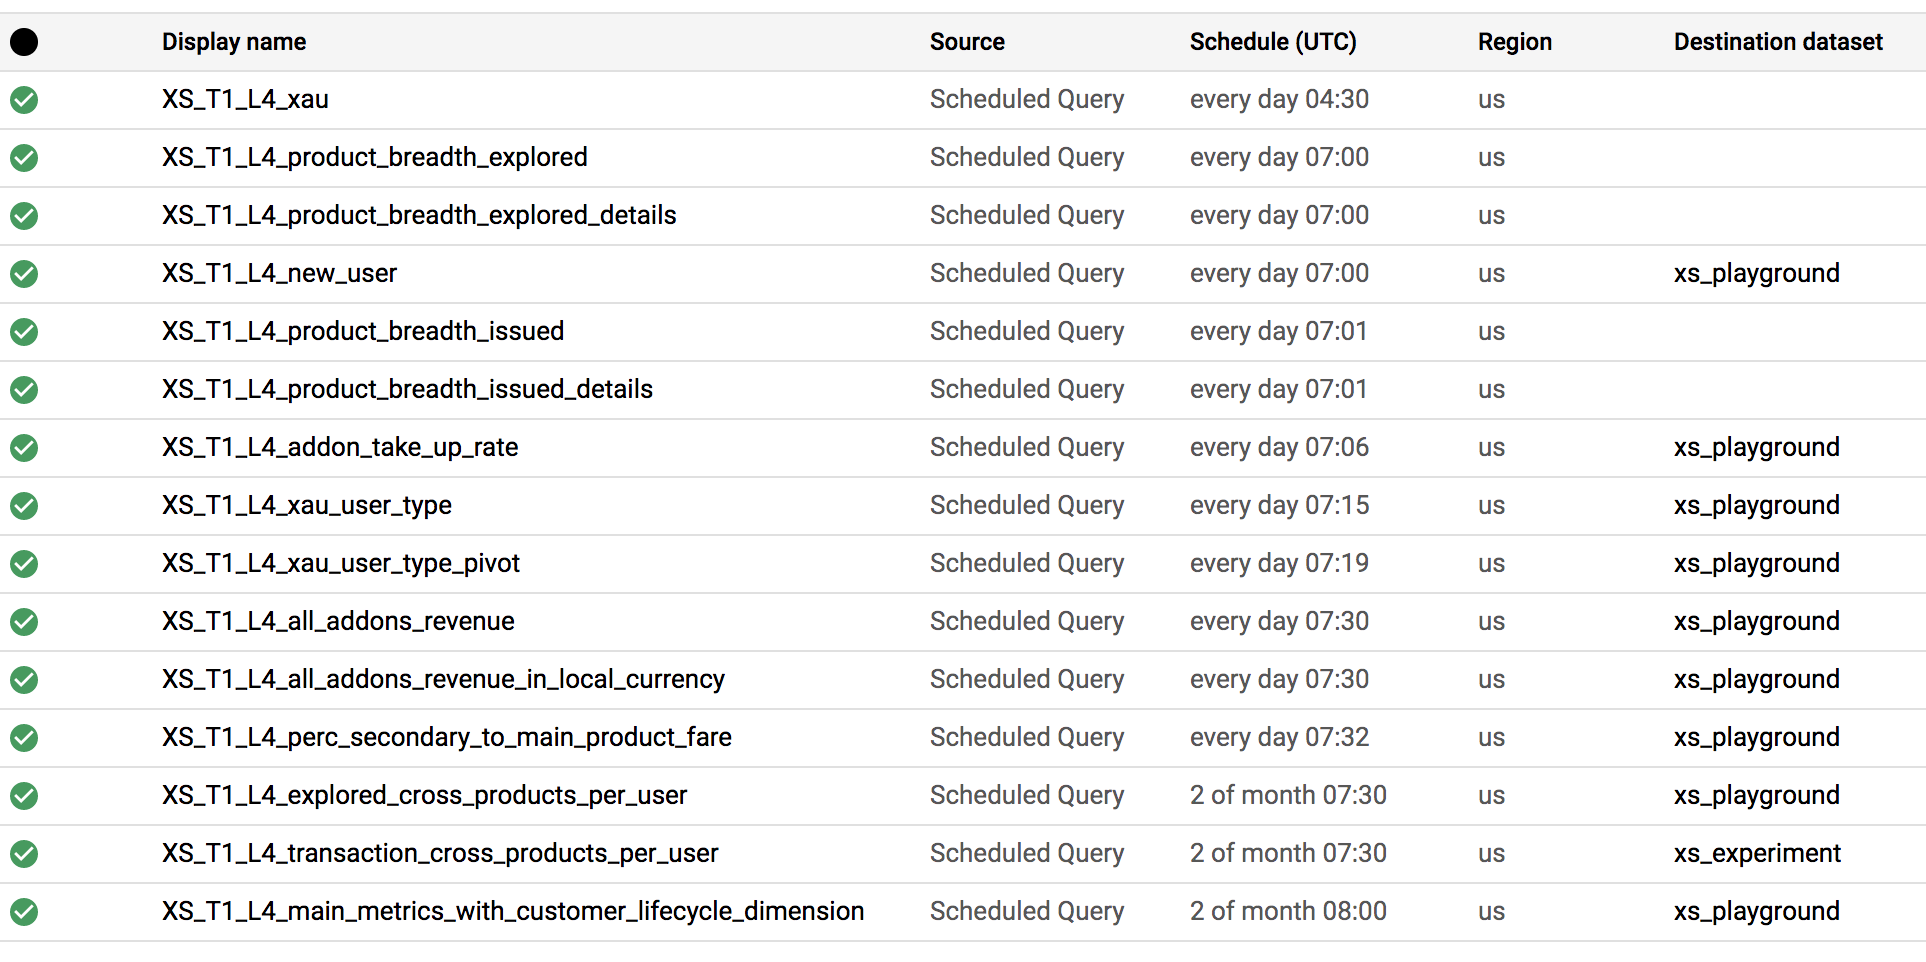 Display name Source Schedule (UTC) Region Destination dataset
XS_T1_L4_xau Scheduled Query every day 04:30 us
XS_T1_L4_product_breadth_explored Scheduled Query every day 07:00 us
XS_T1_L4_product_breadth_explored_details Scheduled Query every day 07:00 us
XS_T1_L4_new_user Scheduled Query every day 07:00 us xs_playground
XS_T1_L4_product_breadth_issued Scheduled Query every day 07:01 us
XS_T1_L4_product_breadth_issued_details Scheduled Query every day 07:01 us
XS_T1_L4_addon_take_up_rate Scheduled Query every day 07:06 us xs_playground
XS_T1_L4_xau_user_type Scheduled Query every day 07:15 us xs_playground
XS_T1_L4_xau_user_type_pivot Scheduled Query every day 07:19 us xs_playground
XS_T1_L4_all_addons_revenue Scheduled Query every day 07:30 us xs_playground
XS_T1_L4_all_addons_revenue_in_local_currency Scheduled Query every day 07:30 us xs_playground
XS_T1_L4_perc_secondary_to_main_product_fare Scheduled Query every day 07:32 us xs_playground
XS_T1_L4_explored_cross_products_per_user Scheduled Query 2 of month 07:30 us xs_playground
XS_T1_L4_transaction_cross_products_per_user Scheduled Query 2 of month 07:30 us xs_experiment
XS_T1_L4_main_metrics_with_customer_lifecycle_dimension Scheduled Query 2 of month 08:00 us xs_playground